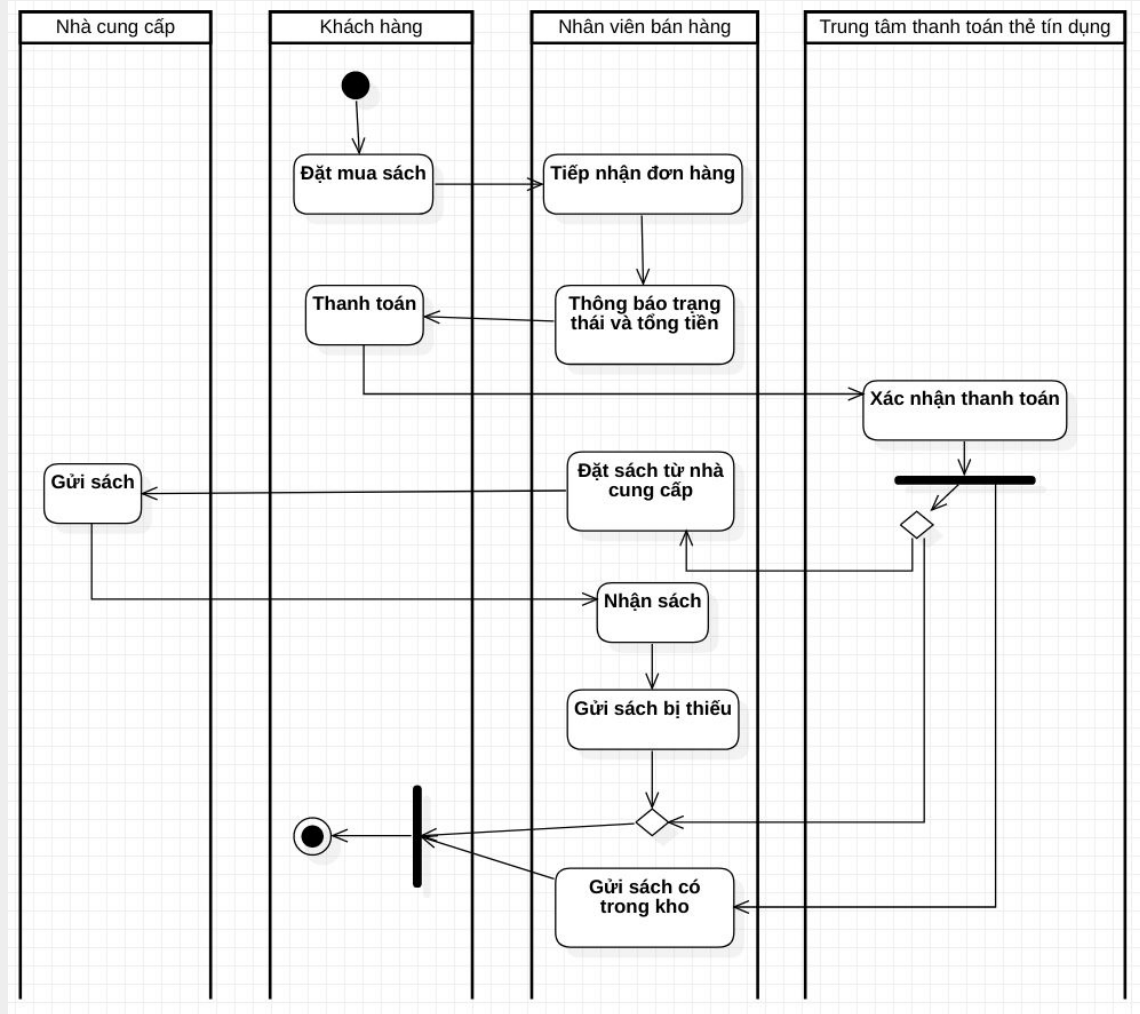 Nhà cung cấp
Khách hàng
Nhân viên bán hàng
Trung tâm thanh toán thẻ tín dụng
Đặt mua sách
Tiếp nhận đơn hàng
Thanh toán
Thông báo trạng
thái và tổng tiền
Xác nhận thanh toán
Gửi sách
Đặt sách từ nhà
cung cấp
Nhận sách
Gửi sách bị thiếu
Gửi sách có
trong kho